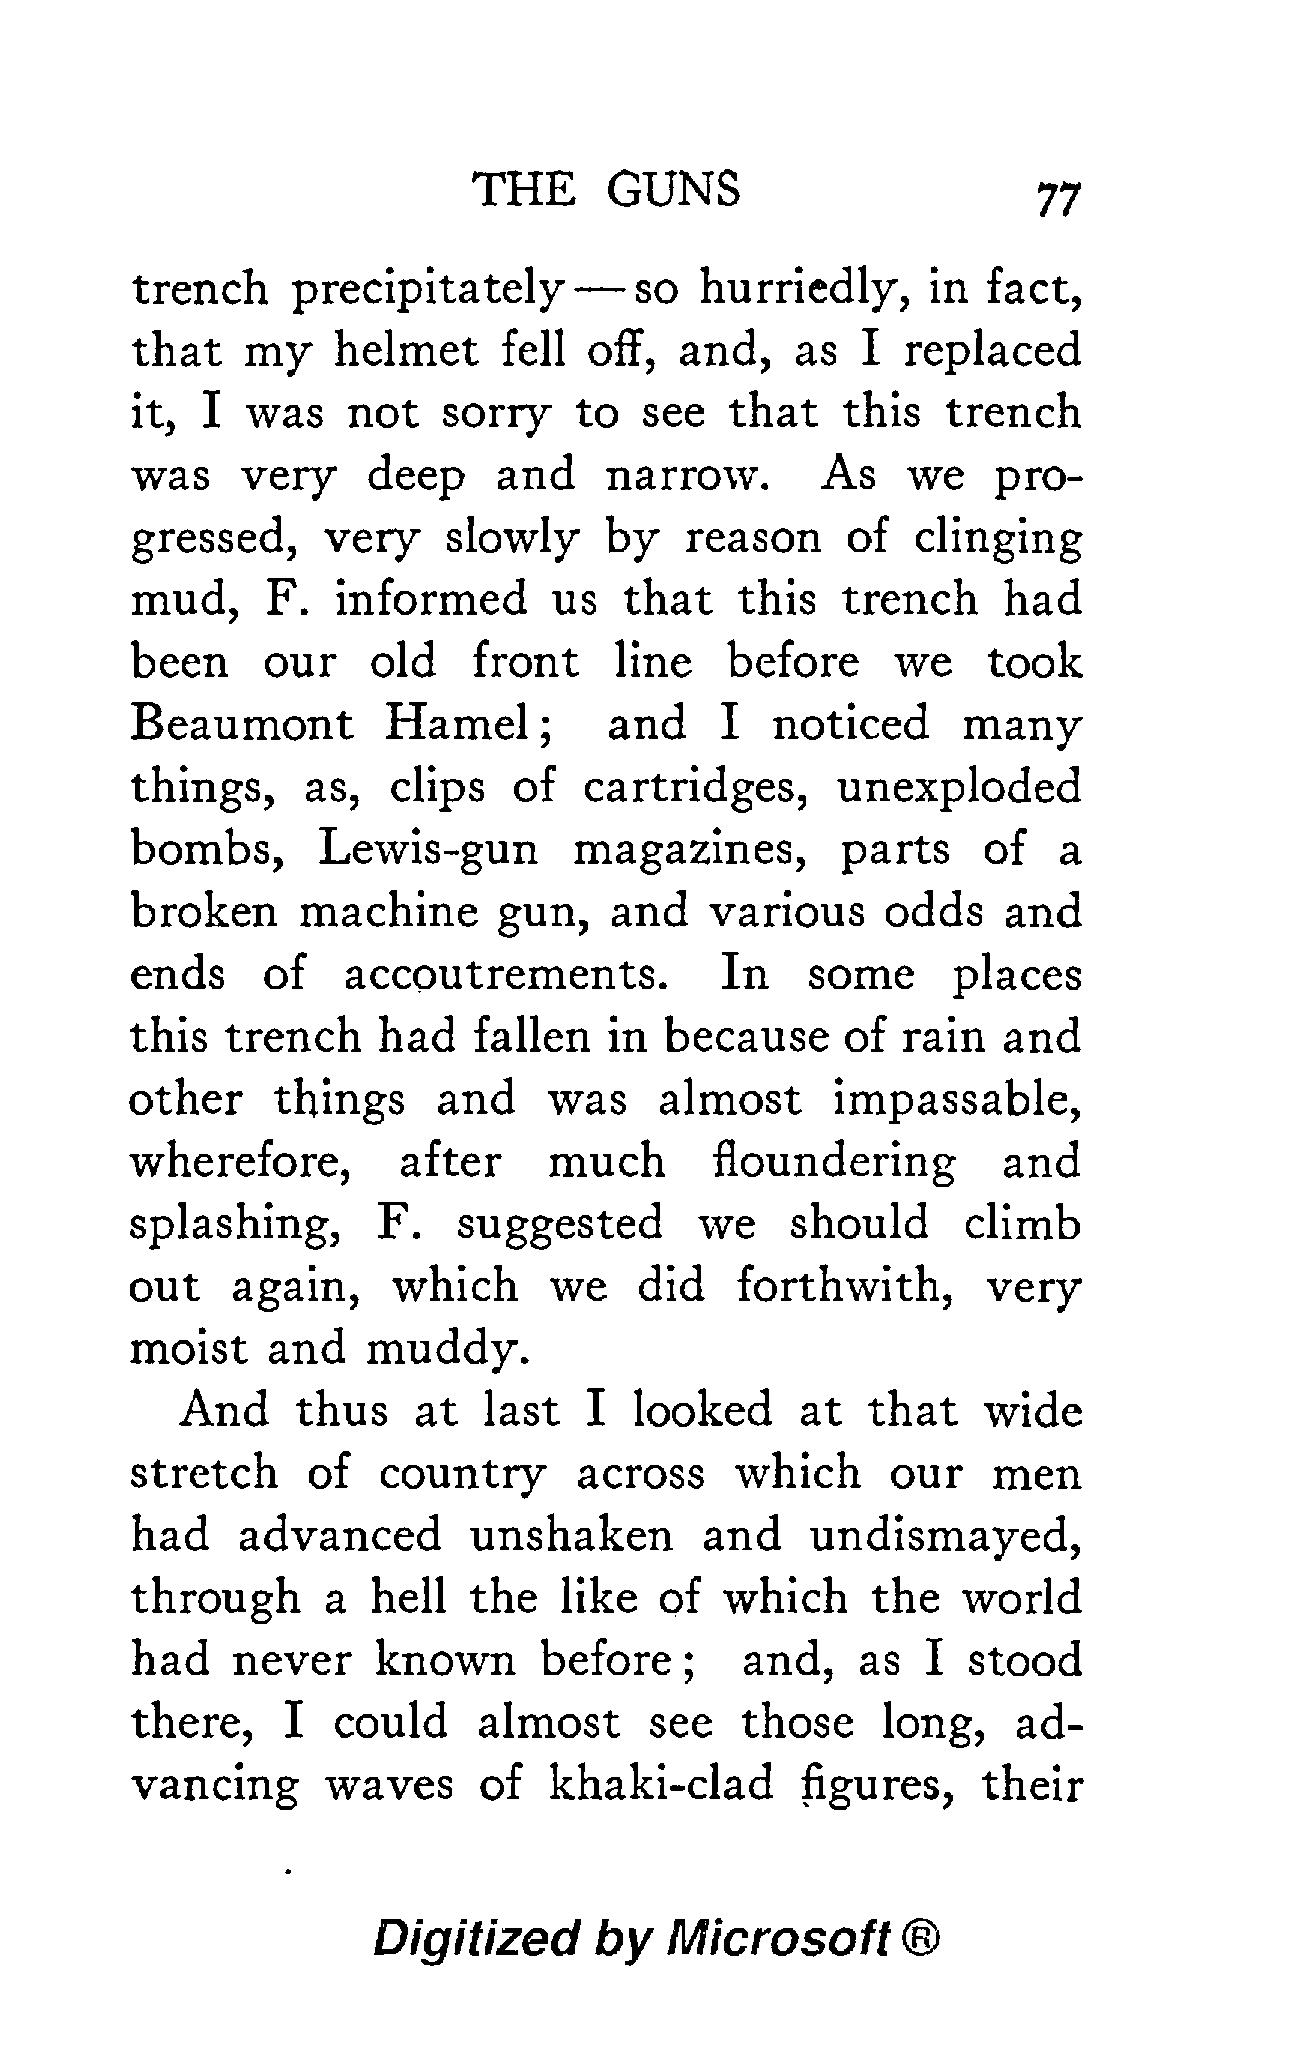 THE GUNS 77
trench precipitately — so hurriedly, in fact,
that my helmet fell off, and, as I replaced
it, I was not sorry to see that this trench
was very deep and narrow. As we pro-
gressed, very slowly by reason of clinging
mud, F. informed us that this trench had
been our old front line before we took
Beaumont Hamel; and I noticed many
things, as, clips of cartridges, unexploded
bombs, Lewis-gun magazines, parts of a
broken machine gun, and various odds and
ends of accoutrements. In some places
this trench had fallen in because of rain and
other things and was almost impassable,
wherefore, after much floundering and
splashing, F. suggested we should climb
out again, which we did forthwith, very
moist and muddy.
And thus at last I looked at that wide
stretch of country across which our men
had advanced unshaken and undismayed,
through a hell the like of which the world
had never known before; and, as I stood
there, I could almost see those long, ad-
vancing waves of khaki-clad figures, their
Digitized by Microsoft ®